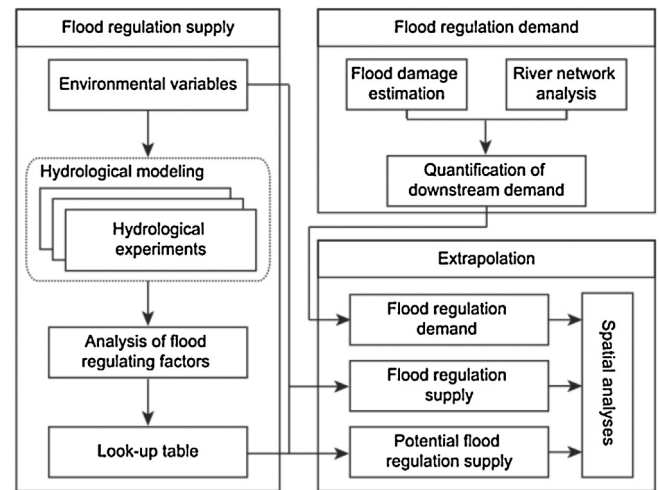 Flood regulation supply
Environmental variables
Hydrological modeling
Hydrological
experiments
Analysis of flood
regulating factors
Look-up table
Flood regulation demand
Flood damage
estimation
River network
analysis
Quantification of
downstream demand
Extrapolation
Flood regulation
demand
Flood regulation
supply
Potential flood
regulation supply
Spatial analyses